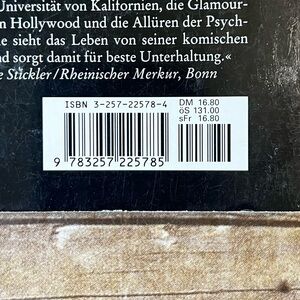 Universität von Kalifornien, die Glamour-
n Hollywood und die Allüren der Psych-
e sieht das Leben von seiner komischen
nd sorgt damit für beste Unterhaltung.«
e Stickler/Rheinischer Merkur, Bonn
ISBN 3-257-22578-4
DM 16.80
öS 131.00
sFr 16.80
9 783257 225785